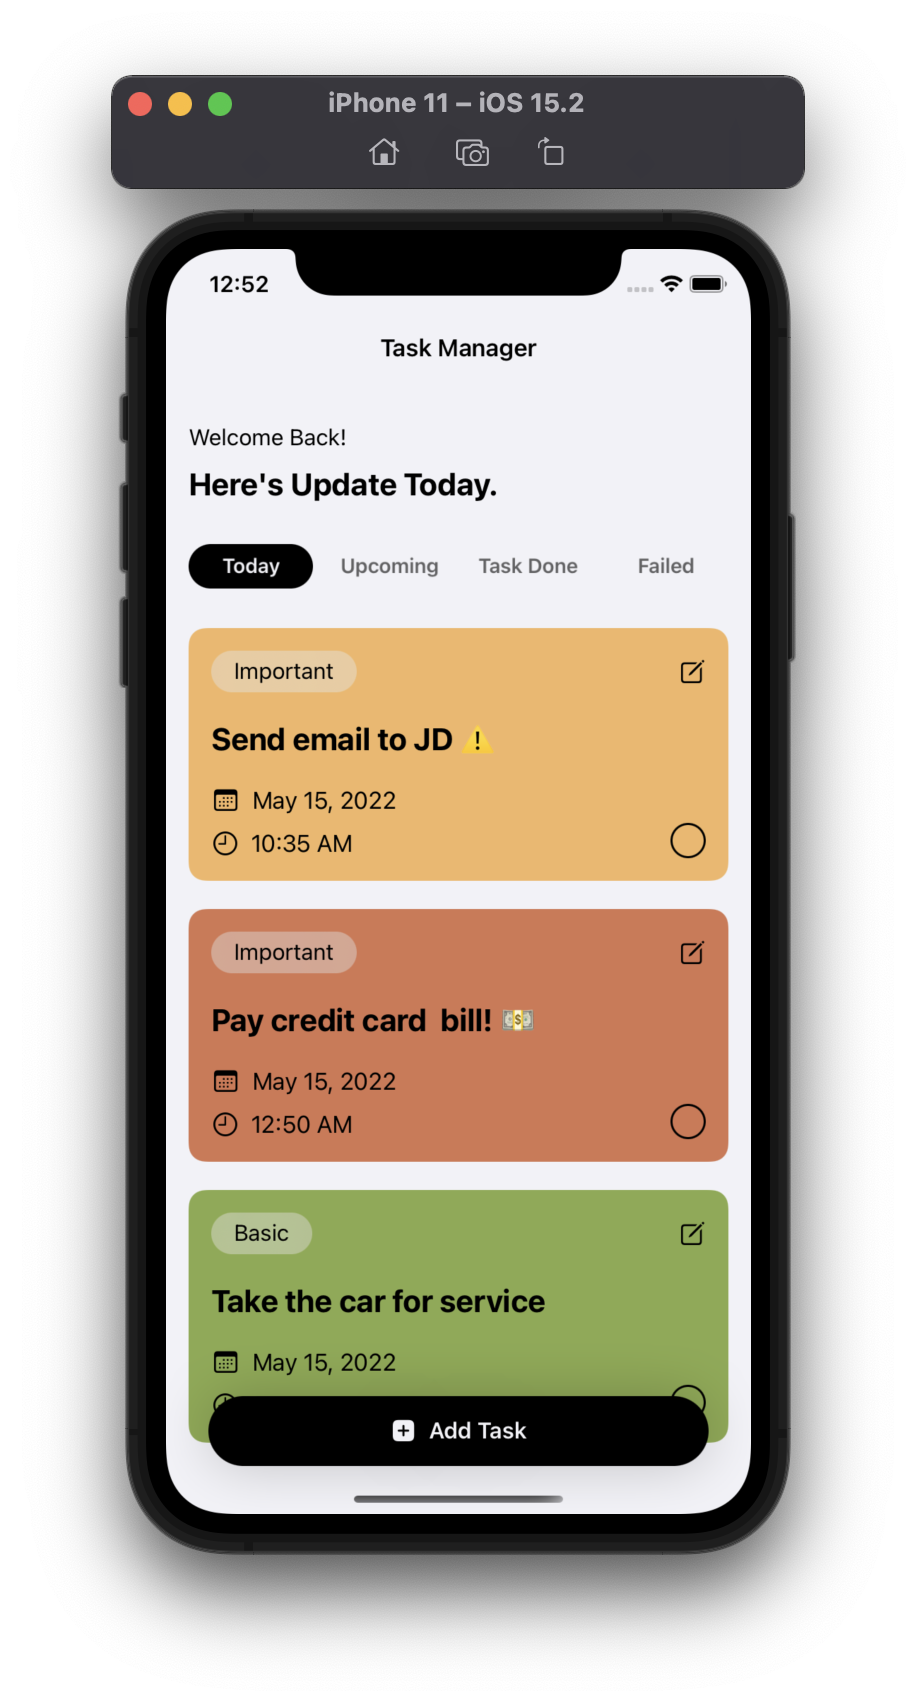 iPhone 11 – iOS 15.2
12:52
Task Manager
Welcome Back!
Here's Update Today.
Today Upcoming Task Done Failed
Important
Send email to JD ⚠️
May 15, 2022
10:35 AM
Important
Pay credit card  bill! 💵
May 15, 2022
12:50 AM
Basic
Take the car for service
May 15, 2022
Add Task